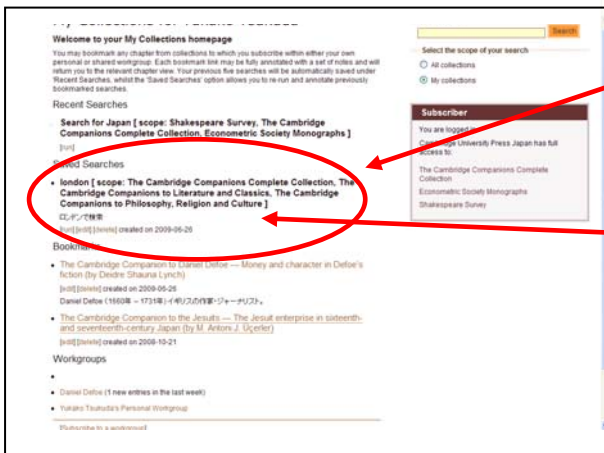 My Collections for Yukako Tsukuda
Welcome to your My Collections homepage
You may bookmark any chapter from collections to which you subscribe within either your own
personal or shared workgroup. Each bookmark link may be fully annotated with a set of notes and will
return you to the relevant chapter view. Your previous five searches will be automatically saved under
'Recent Searches, whilst the 'Saved Searches' option allows you to re-run and annotate previously
bookmarked searches.
Recent Searches
Search for Japan [ scope: Shakespeare Survey, The Cambridge
Companions Complete Collection, Econometric Society Monographs ]
[run]
Saved Searches
• london [ scope: The Cambridge Companions Complete Collection, The
Cambridge Companions to Literature and Classics, The Cambridge
Companions to Philosophy, Religion and Culture ]
ロンドンで検索
[run] [edit] [delete] created on 2009-06-26
Bookmarks
• The Cambridge Companion to Daniel Defoe — Money and character in Defoe's
fiction (by Deidre Shauna Lynch)
[edit] [delete] created on 2009-06-26
Daniel Defoe (1660年 – 1731年) イギリスの作家・ジャーナリスト。
• The Cambridge Companion to the Jesuits — The Jesuit enterprise in sixteenth-
and seventeenth-century Japan (by M. Antoni J. Üçerler)
[edit] [delete] created on 2008-10-21
Workgroups
•
• Daniel Defoe (1 new entries in the last week)
• Yukako Tsukuda's Personal Workgroup
[Subscribe to a workgroup]
Search
Select the scope of your search
All collections
My collections
Subscriber
You are logged in
Cambridge University Press Japan has full
access to:
The Cambridge Companions Complete
Collection
Econometric Society Monographs
Shakespeare Survey